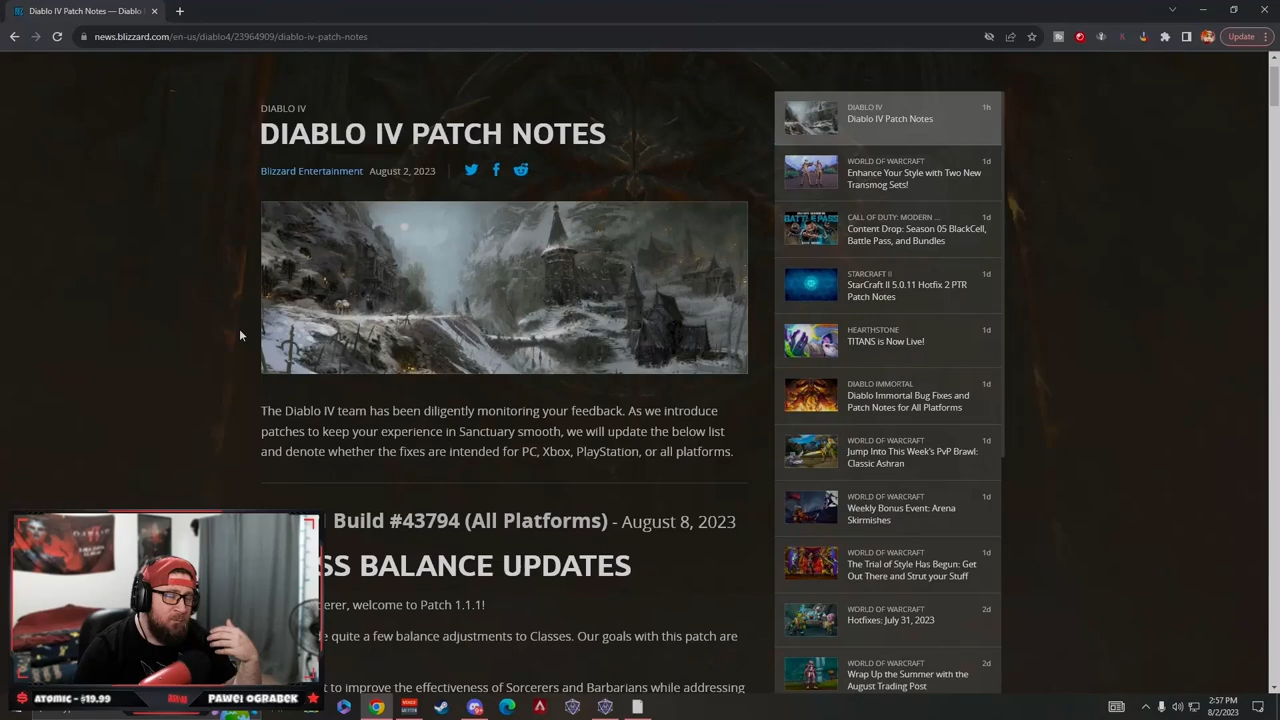 Diablo IV Patch Notes — Diablo
Update
news.blizzard.com/en-us/diablo4/23964909/diablo-iv-patch-notes
DIABLO IV
DIABLO IV PATCH NOTES
Blizzard Entertainment August 2, 2023
The Diablo IV team has been diligently monitoring your feedback. As we introduce
patches to keep your experience in Sanctuary smooth, we will update the below list
and denote whether the fixes are intended for PC, Xbox, PlayStation, or all platforms.
Build #43794 (All Platforms) - August 8, 2023
SS BALANCE UPDATES
erer, welcome to Patch 1.1.1!
e quite a few balance adjustments to Classes. Our goals with this patch are
t to improve the effectiveness of Sorcerers and Barbarians while addressing
DIABLO IV 1h
Diablo IV Patch Notes
WORLD OF WARCRAFT 1d
Enhance Your Style with Two New
Transmog Sets!
CALL OF DUTY: MODERN ... 1d
Content Drop: Season 05 BlackCell,
Battle Pass, and Bundles
STARCRAFT II 1d
StarCraft II 5.0.11 Hotfix 2 PTR
Patch Notes
HEARTHSTONE 1d
TITANS is Now Live!
DIABLO IMMORTAL 1d
Diablo Immortal Bug Fixes and
Patch Notes for All Platforms
WORLD OF WARCRAFT 1d
Jump Into This Week's PvP Brawl:
Classic Ashran
WORLD OF WARCRAFT 1d
Weekly Bonus Event: Arena
Skirmishes
WORLD OF WARCRAFT 1d
The Trial of Style Has Begun: Get
Out There and Strut your Stuff
WORLD OF WARCRAFT 2d
Hotfixes: July 31, 2023
WORLD OF WARCRAFT 2d
Wrap Up the Summer with the
August Trading Post
BATTLE PASS
ATOMIC - $19.99
PAWEŁ OGRABEK
2:57 PM
8/2/2023